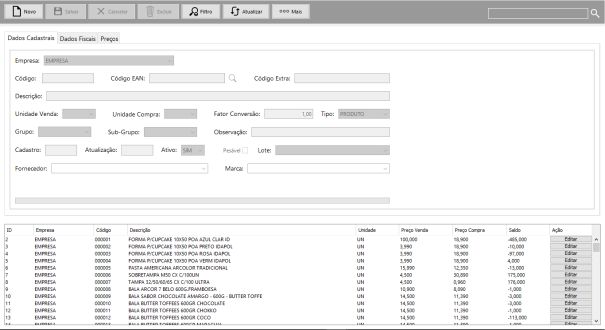 Novo Salvar Cancelar Excluir Filtro Atualizar Mais
Dados Cadastrais Dados Fiscais Preços
Empresa: EMPRESA
Código: Código EAN: Código Extra:
Descrição:
Unidade Venda: Unidade Compra: Fator Conversão: 1,00 Tipo: PRODUTO
Grupo: Sub-Grupo: Observação:
Cadastro: Atualização: Ativo: SIM Pesável Lote:
Fornecedor: Marca:
ID Empresa Código Descrição Unidade Preço Venda Preço Compra Saldo Ação
2 EMPRESA 000001 FORMA P/CUPCAKE 10X50 POA AZUL CLAR.ID UN 100,000 18,900 -485,000 Editar
3 EMPRESA 000002 FORMA P/CUPCAKE 10X50 POA PRETO IDAPOL UN 3,990 18,900 -10,000 Editar
4 EMPRESA 000003 FORMA P/CUPCAKE 10X50 POA ROSA IDAPOL UN 3,990 18,900 -97,000 Editar
5 EMPRESA 000004 FORMA P/CUPCAKE 10X50 POA VERM IDAPOL UN 3,990 18,900 4,000 Editar
6 EMPRESA 000005 PASTA AMERICANA ARCOLOR TRADICIONAL UN 15,990 12,350 -13,000 Editar
7 EMPRESA 000006 SOBRETAMPA M50 CX C/100UN UN 4,500 30,890 175,000 Editar
8 EMPRESA 000007 TAMPA 32/50/60/65 CX C/100 ULTRA UN 4,500 0,960 176,000 Editar
9 EMPRESA 000008 BALA ARCOR 7 BELO 600G.FRAMBOESA UN 10,900 8,090 -1,000 Editar
10 EMPRESA 000009 BALA SABOR CHOCOLATE AMARGO - 600G - BUTTER TOFFE UN 14,500 11,390 -3,000 Editar
11 EMPRESA 000010 BALA BUTTER TOFFEES 600GR CHOCOLATE UN 14,500 11,390 -3,000 Editar
12 EMPRESA 000011 BALA BUTTER TOFFEES 600GR CHOKKO UN 14,500 11,390 -1,000 Editar
13 EMPRESA 000012 BALA BUTTER TOFFEES 600GR COCO UN 14,500 11,390 -113,000 Editar